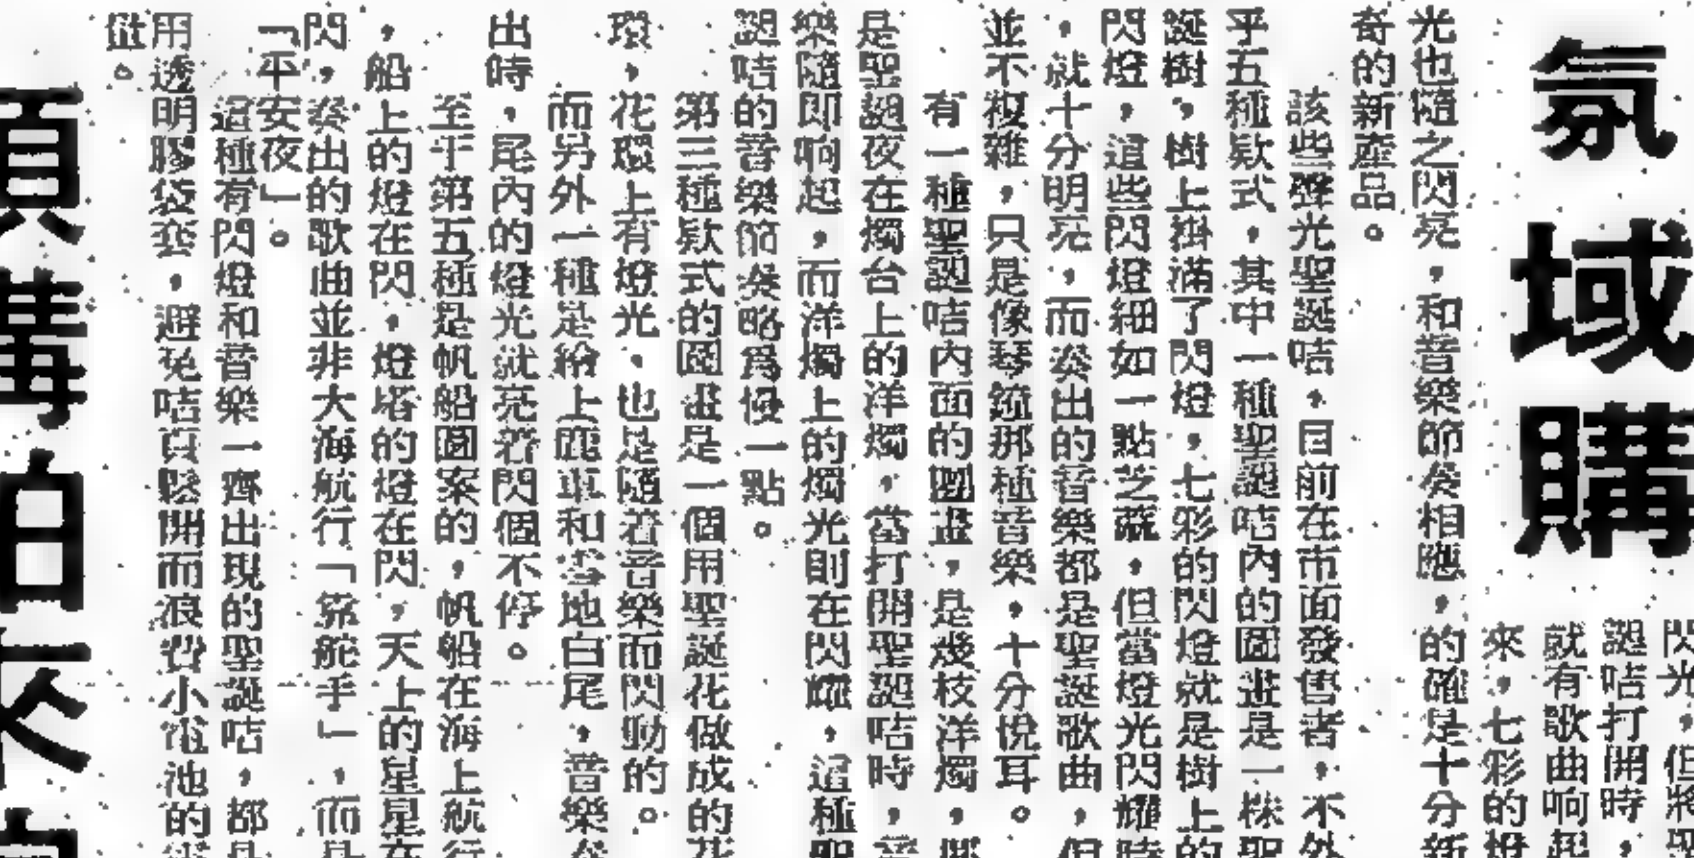 氛域購
閃光，但將聖
誕咭打開時，
就有歌曲响起
來，七彩的燈
光也隨之閃亮，和音樂節奏相應，的確是十分新
奇的新產品。
該些聲光聖誕咭，目前在市面發售者，不外
乎五種款式，其中一種聖誕咭內的圖畫是一株聖
誕樹，樹上掛滿了閃燈，七彩的閃燈就是樹上的
閃燈，這些閃燈細如一點芝蔴，但當燈光閃耀時
，就十分明亮，而奏出的音樂都是聖誕歌曲，但
並不複雜，只是像琴鐘那種音樂，十分悅耳。
有一種聖誕咭內面的圖畫，是幾枝洋燭，那
是聖誕夜在燭台上的洋燭，當打開聖誕咭時，音
樂隨即响起，而洋燭上的燭光則在閃耀，這種聖
誕咭的音樂節奏略爲慢一點。
第三種款式的圖畫是一個用聖誕花做成的花
環，花環上有燈光，也是隨着音樂而閃動的。
而另外一種是繪上鹿車和雪地白尾，音樂奏
出時，尾內的燈光就亮着閃個不停。
至于第五種是帆船圖案的，帆船在海上航行
，船上的燈在閃，燈塔的燈在閃，天上的星星在
閃，奏出的歌曲並非大海航行「靠舵手」，而是
「平安夜」。
這種有閃燈和音樂一齊出現的聖誕咭，都是
用透明膠袋套，避免咭頁鬆開而浪費小電池的